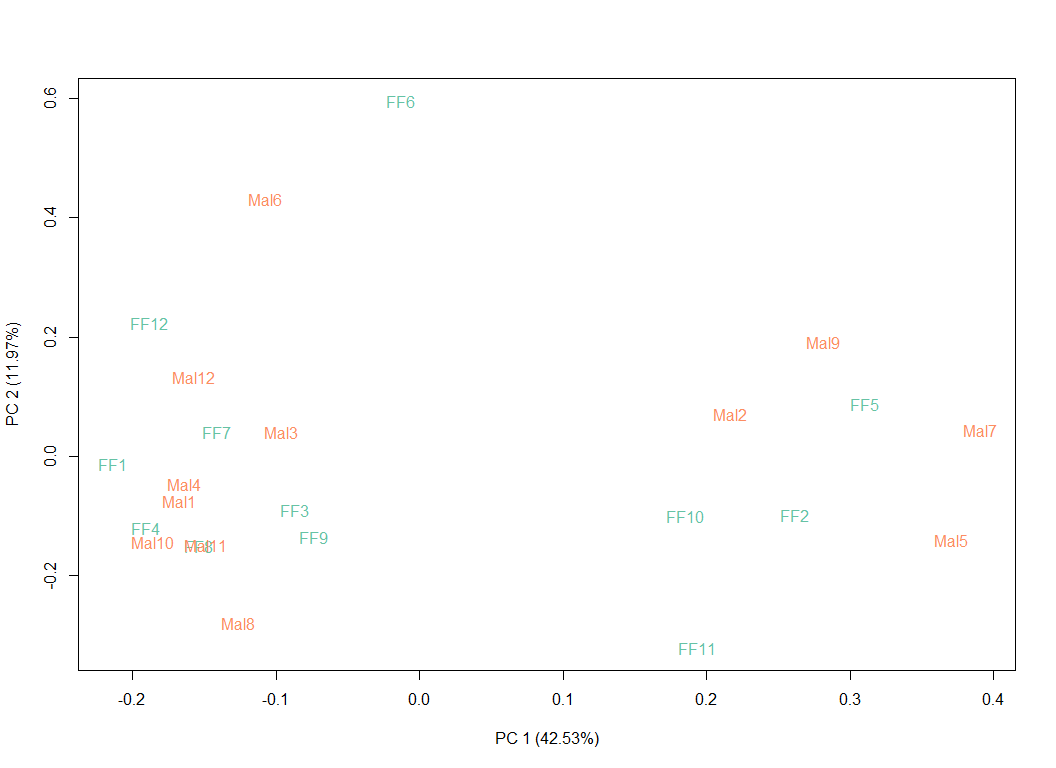 0.6
FF6
Mal6
0.4
FF12
0.2
Mal9
Mal12
FF5
Mal2
FF7
Mal3
Mal7
PC 2 (11.97%)
FF1
0.0
Mal4
Mal1
FF3
FF10
FF2
FF4
FF9
Mal10
FF8
Mal11
Mal5
-0.2
Mal8
FF11
-0.2
-0.1
0.0
0.1
0.2
0.3
0.4
PC 1 (42.53%)